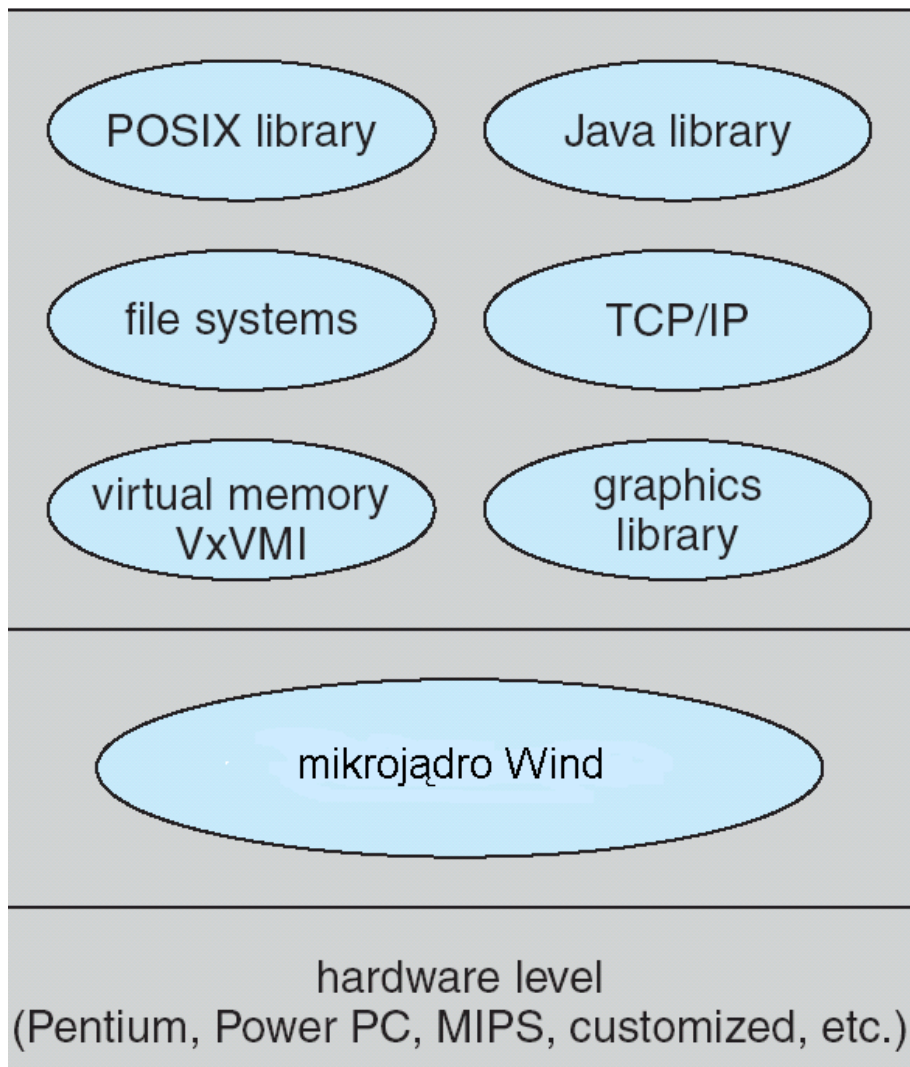 POSIX library
Java library
file systems
TCP/IP
virtual memory
VxVMI
graphics
library
mikrojądro Wind
hardware level
(Pentium, Power PC, MIPS, customized, etc.)